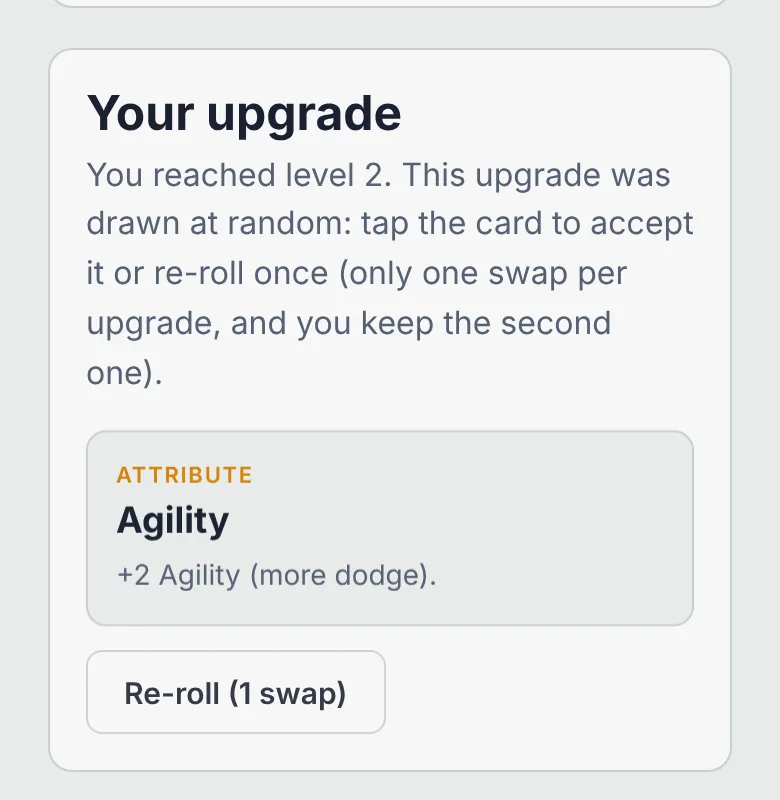 Your upgrade
You reached level 2. This upgrade was
drawn at random: tap the card to accept
it or re-roll once (only one swap per
upgrade, and you keep the second
one).
ATTRIBUTE
Agility
+2 Agility (more dodge).
Re-roll (1 swap)